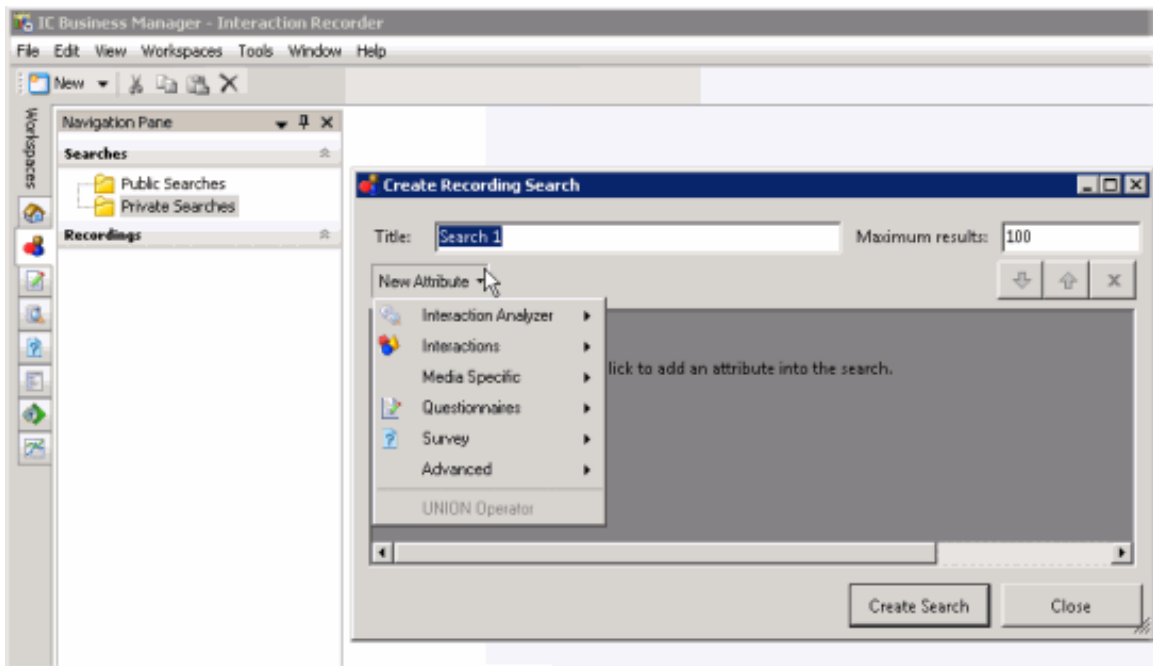 IC Business Manager - Interaction Recorder
File Edit View Workspaces Tools Window Help
New
Workspaces
Navigation Pane
Searches
Public Searches
Private Searches
Recordings
Create Recording Search
Title: Search 1 Maximum results: 100
New Attribute
Interaction Analyzer
Interactions
Media Specific
Questionnaires
Survey
Advanced
UNION Operator
lick to add an attribute into the search.
Create Search Close